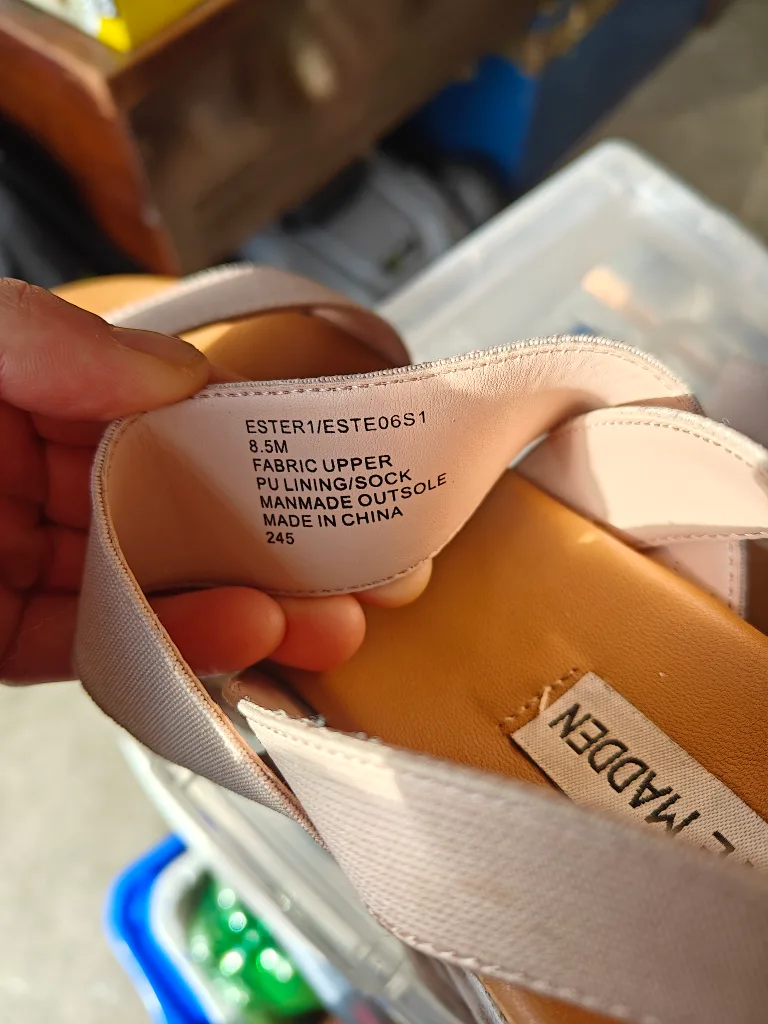 ESTER1/ESTE06S1
8.5M
FABRIC UPPER
PU LINING/SOCK
MANMADE OUTSOLE
MADE IN CHINA
245
MADDEN